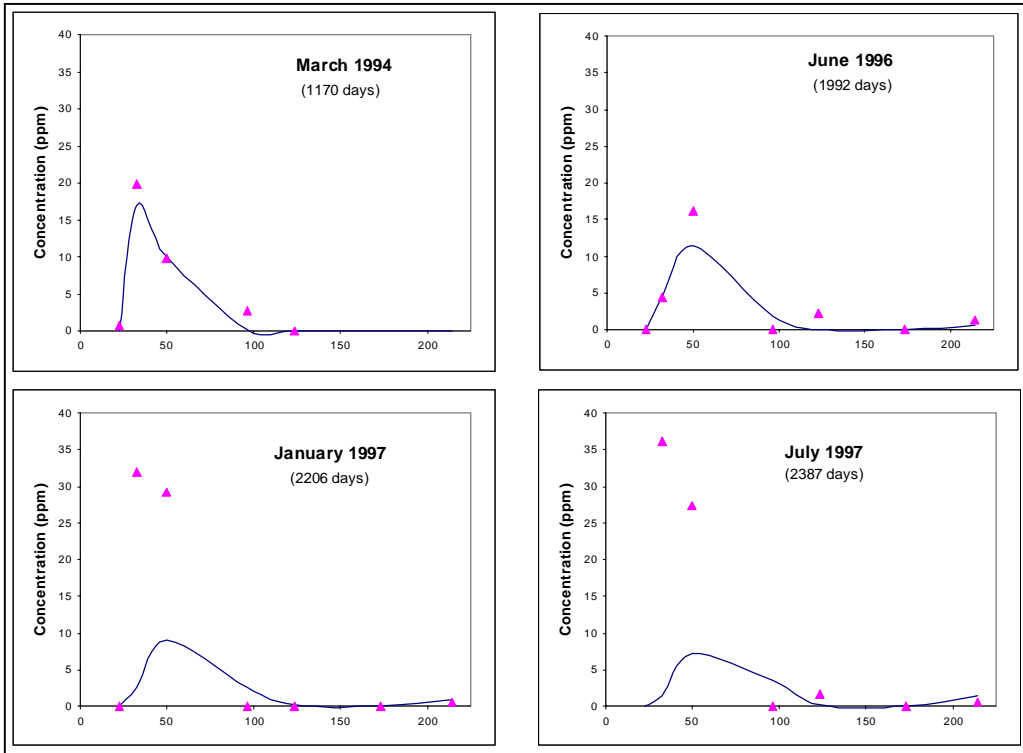 March 1994
(1170 days)
Concentration (ppm)
40
35
30
25
20
15
10
5
0
0 50 100 150 200
June 1996
(1992 days)
Concentration (ppm)
40
35
30
25
20
15
10
5
0
0 50 100 150 200
January 1997
(2206 days)
Concentration (ppm)
40
35
30
25
20
15
10
5
0
0 50 100 150 200
July 1997
(2387 days)
Concentration (ppm)
40
35
30
25
20
15
10
5
0
0 50 100 150 200